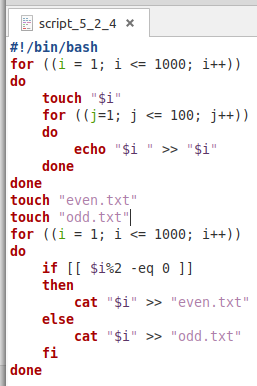 script_5_2_4 ×
#!/bin/bash
for ((i = 1; i <= 1000; i++))
do
    touch "$i"
    for ((j=1; j <= 100; j++))
    do
        echo "$i " >> "$i"
    done
done
touch "even.txt"
touch "odd.txt"
for ((i = 1; i <= 1000; i++))
do
    if [[ $i%2 -eq 0 ]]
    then
        cat "$i" >> "even.txt"
    else
        cat "$i" >> "odd.txt"
    fi
done